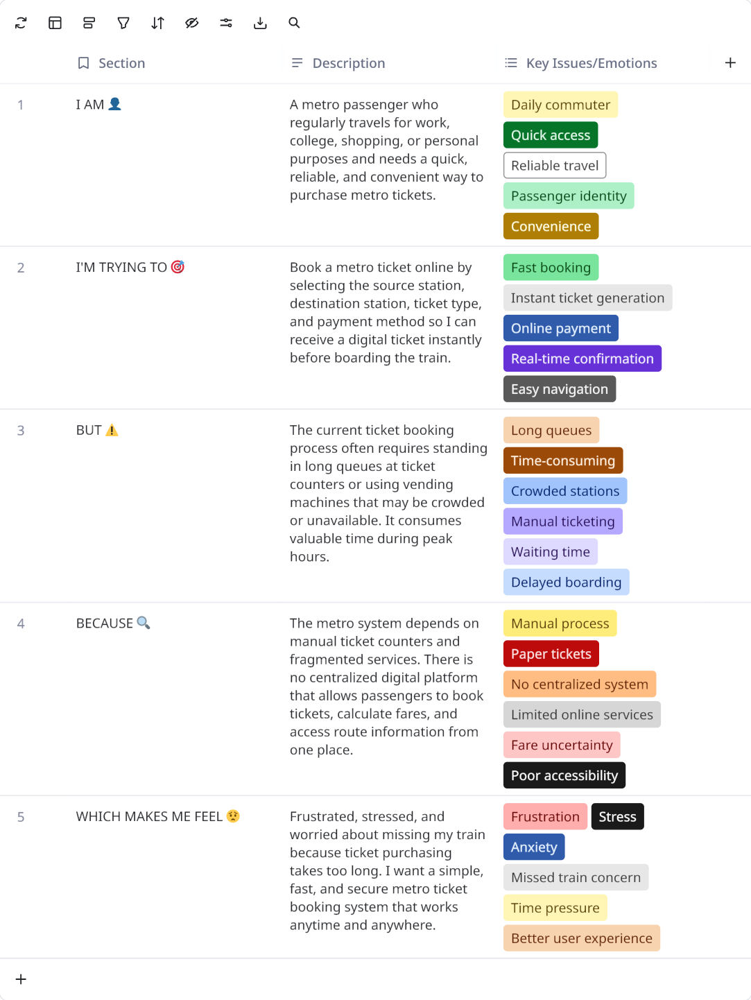 Section Description Key Issues/Emotions
1 I AM
A metro passenger who
regularly travels for work,
college, shopping, or personal
purposes and needs a quick,
reliable, and convenient way to
purchase metro tickets.
Daily commuter
Quick access
Reliable travel
Passenger identity
Convenience
2 I'M TRYING TO
Book a metro ticket online by
selecting the source station,
destination station, ticket type,
and payment method so I can
receive a digital ticket instantly
before boarding the train.
Fast booking
Instant ticket generation
Online payment
Real-time confirmation
Easy navigation
3 BUT
The current ticket booking
process often requires standing
in long queues at ticket
counters or using vending
machines that may be crowded
or unavailable. It consumes
valuable time during peak
hours.
Long queues
Time-consuming
Crowded stations
Manual ticketing
Waiting time
Delayed boarding
4 BECAUSE
The metro system depends on
manual ticket counters and
fragmented services. There is
no centralized digital platform
that allows passengers to book
tickets, calculate fares, and
access route information from
one place.
Manual process
Paper tickets
No centralized system
Limited online services
Fare uncertainty
Poor accessibility
5 WHICH MAKES ME FEEL
Frustrated, stressed, and
worried about missing my train
because ticket purchasing
takes too long. I want a simple,
fast, and secure metro ticket
booking system that works
anytime and anywhere.
Frustration Stress
Anxiety
Missed train concern
Time pressure
Better user experience